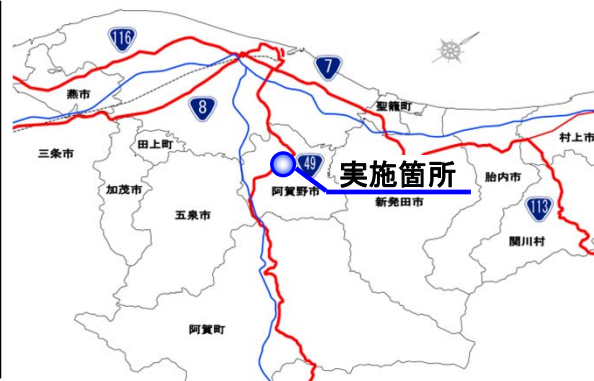 116
7
燕市
8
聖籠町
三条市
田上町
村上市
49
実施箇所
加茂市
阿賀野市
胎内市
五泉市
新発田市
113
関川村
阿賀町